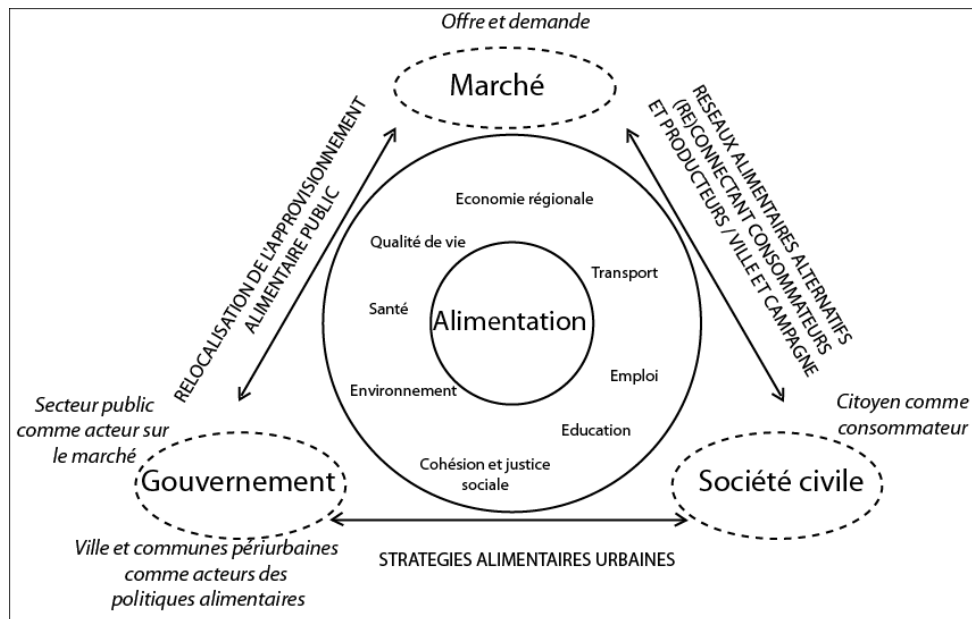 Offre et demande
Marché
RELOCALISATION DE L'APPROVISIONNEMENT
ALIMENTAIRE PUBLIC
RESEAUX ALIMENTAIRES ALTERNATIFS
(RE)CONNECTANT CONSOMMATEURS
ET PRODUCTEURS / VILLE ET CAMPAGNE
Economie régionale
Qualité de vie
Transport
Santé
Alimentation
Environnement
Emploi
Education
Cohésion et justice
sociale
Secteur public
comme acteur sur
le marché
Gouvernement
Ville et communes périurbaines
comme acteurs des
politiques alimentaires
Citoyen comme
consommateur
Société civile
STRATEGIES ALIMENTAIRES URBAINES